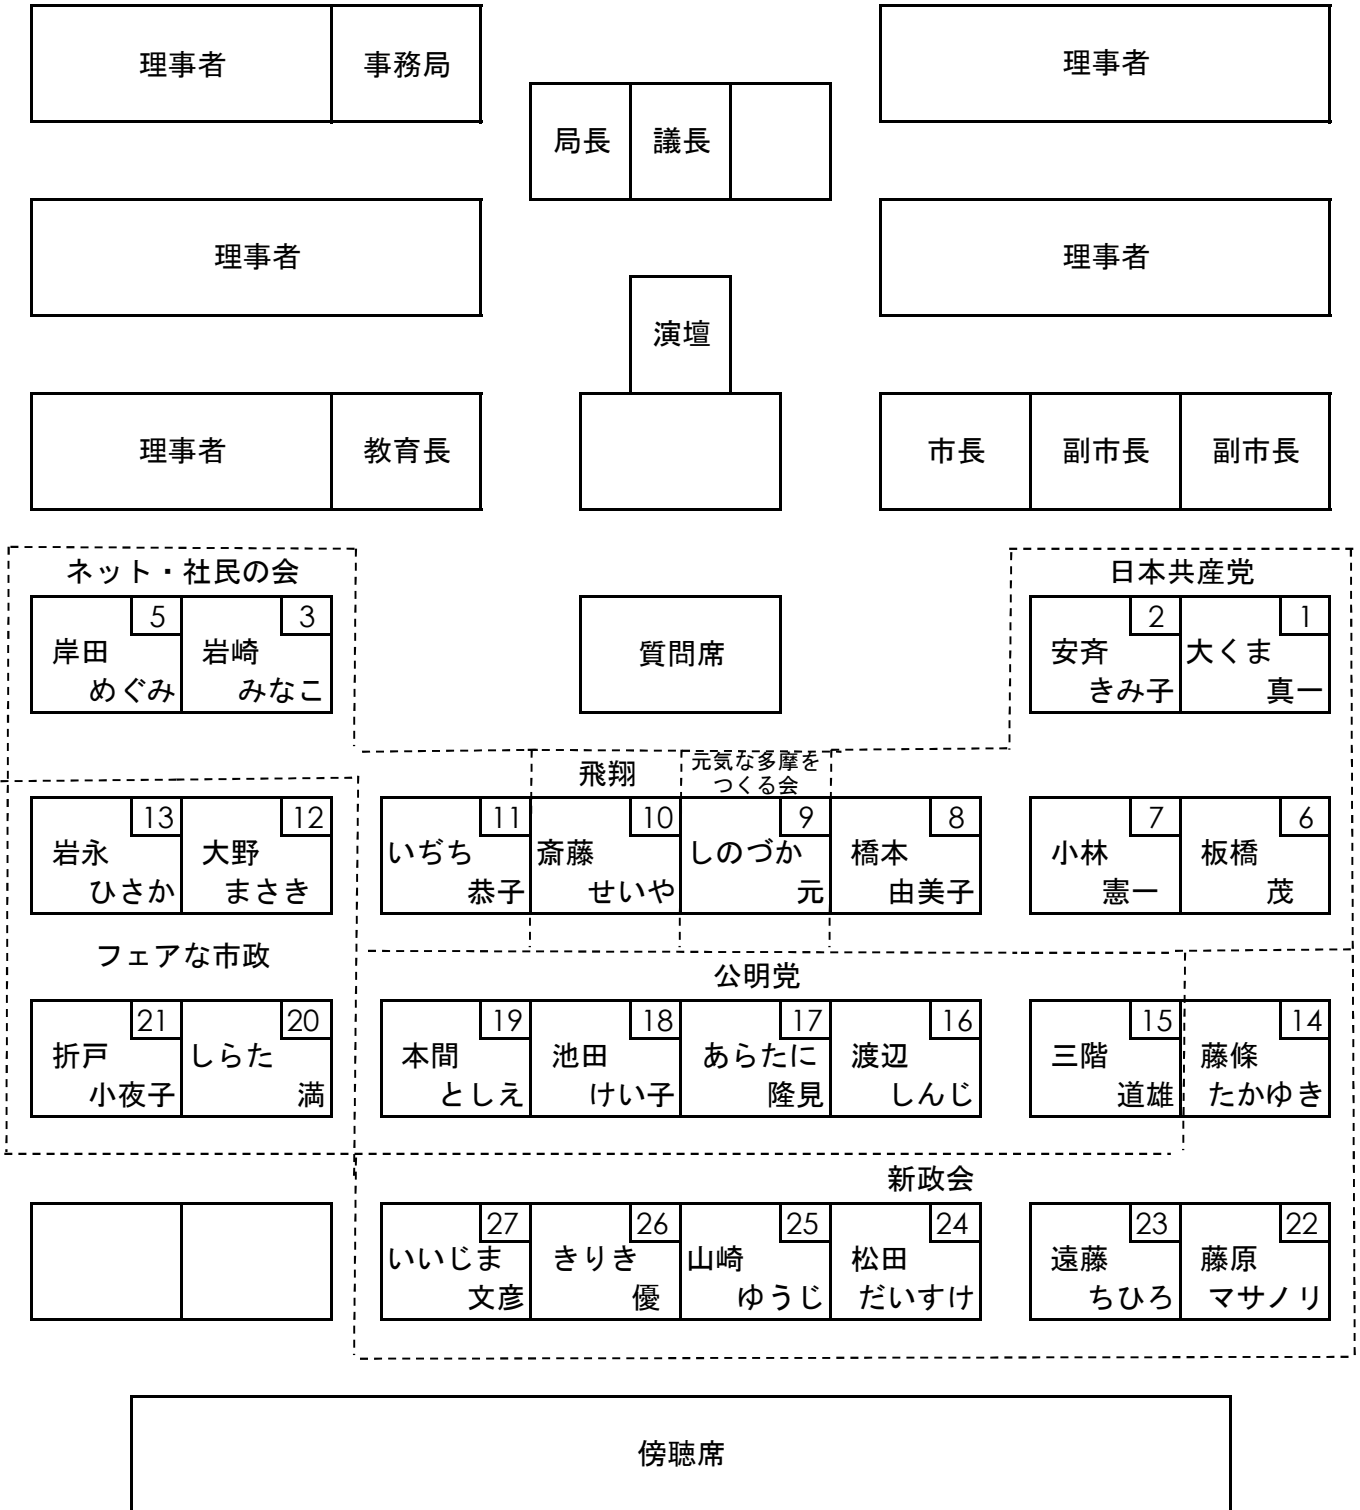 理事者
事務局
理事者
局長
議長
理事者
理事者
演壇
理事者
教育長
市長
副市長
副市長
ネット・社民の会
日本共産党
5
岸田
めぐみ
3
岩崎
みなこ
質問席
2
安斉
きみ子
1
大くま
真一
飛翔
元気な多摩を
つくる会
13
岩永
ひさか
12
大野
まさき
11
いぢち
恭子
10
斎藤
せいや
9
しのづか
元
8
橋本
由美子
7
小林
憲一
6
板橋
茂
フェアな市政
公明党
21
折戸
小夜子
20
しらた
満
19
本間
としえ
18
池田
けい子
17
あらたに
隆見
16
渡辺
しんじ
15
三階
道雄
14
藤條
たかゆき
新政会
27
いいじま
文彦
26
きりき
優
25
山崎
ゆうじ
24
松田
だいすけ
23
遠藤
ちひろ
22
藤原
マサノリ
傍聴席